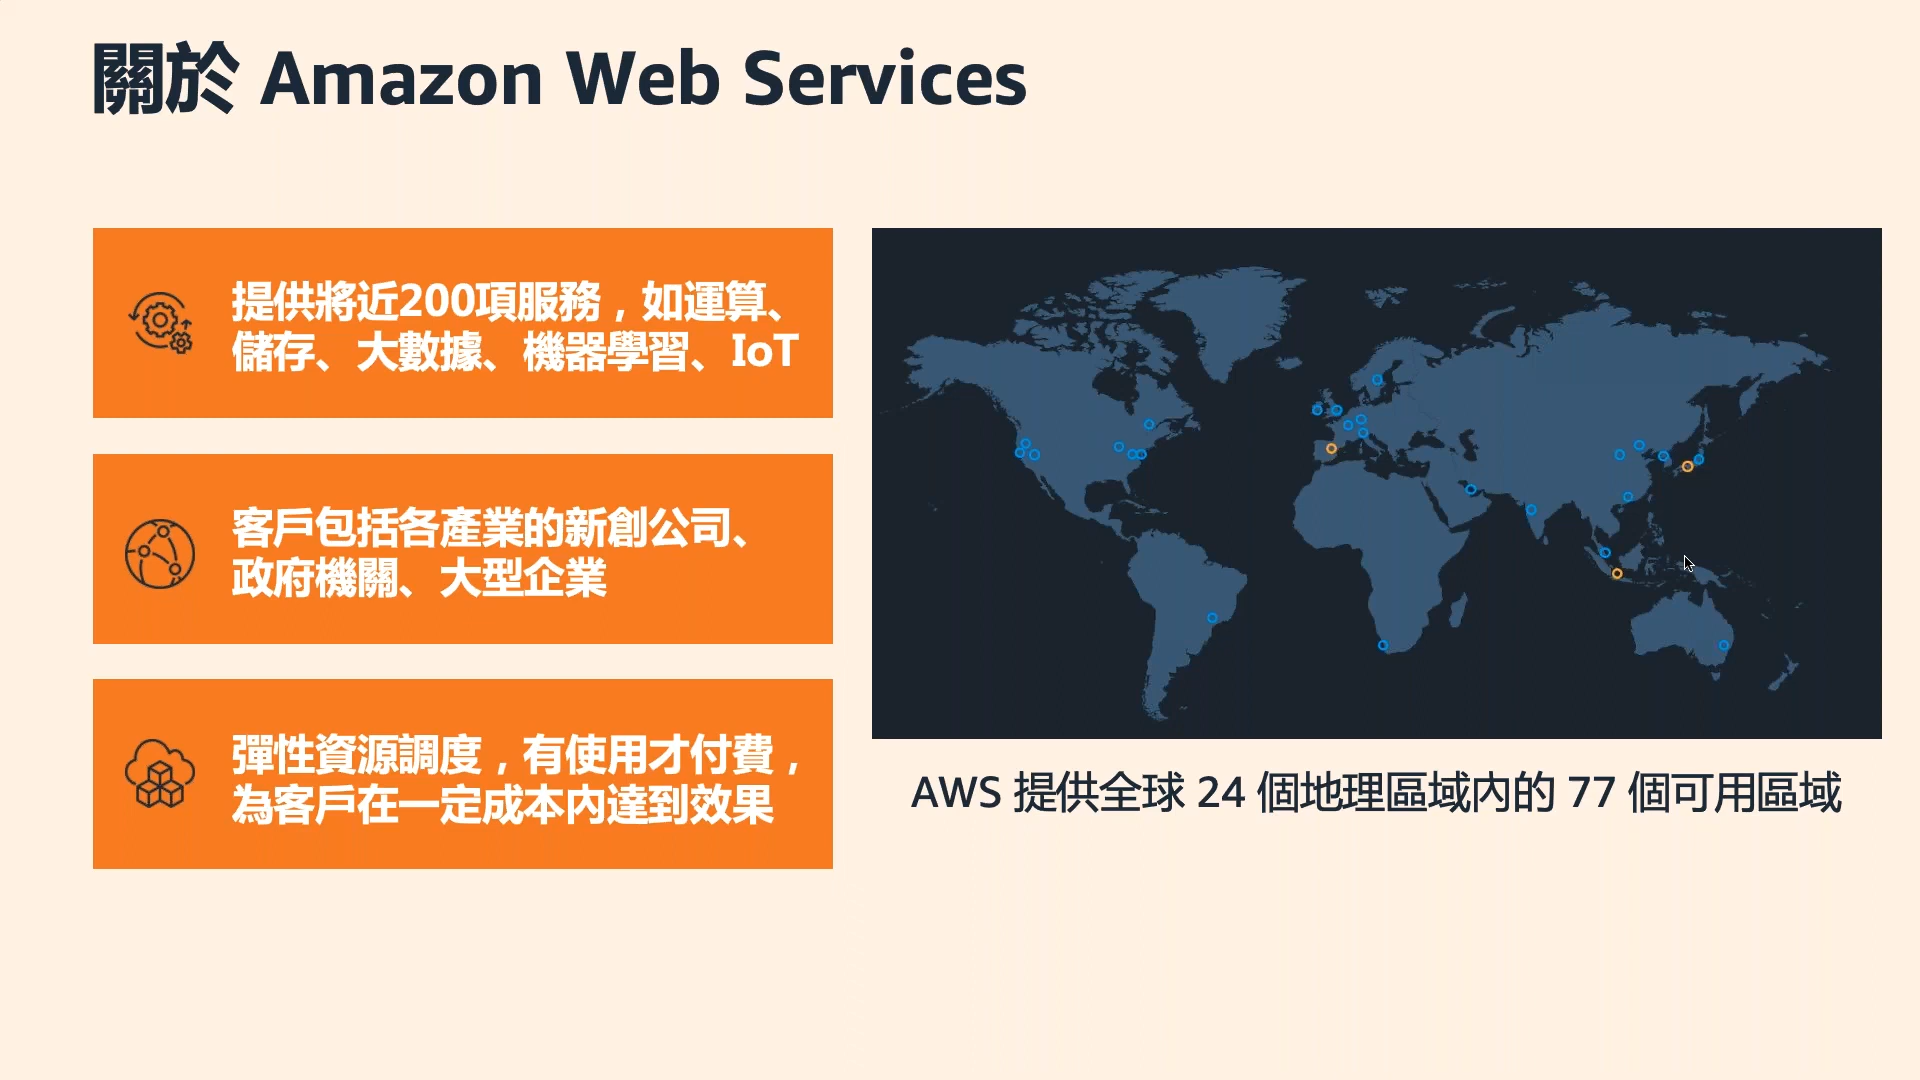 關於 Amazon Web Services
提供將近200項服務，如運算、
儲存、大數據、機器學習、IoT
客戶包括各產業的新創公司、
政府機關、大型企業
彈性資源調度，有使用才付費，
為客戶在一定成本內達到效果
AWS 提供全球 24 個地理區域內的 77 個可用區域